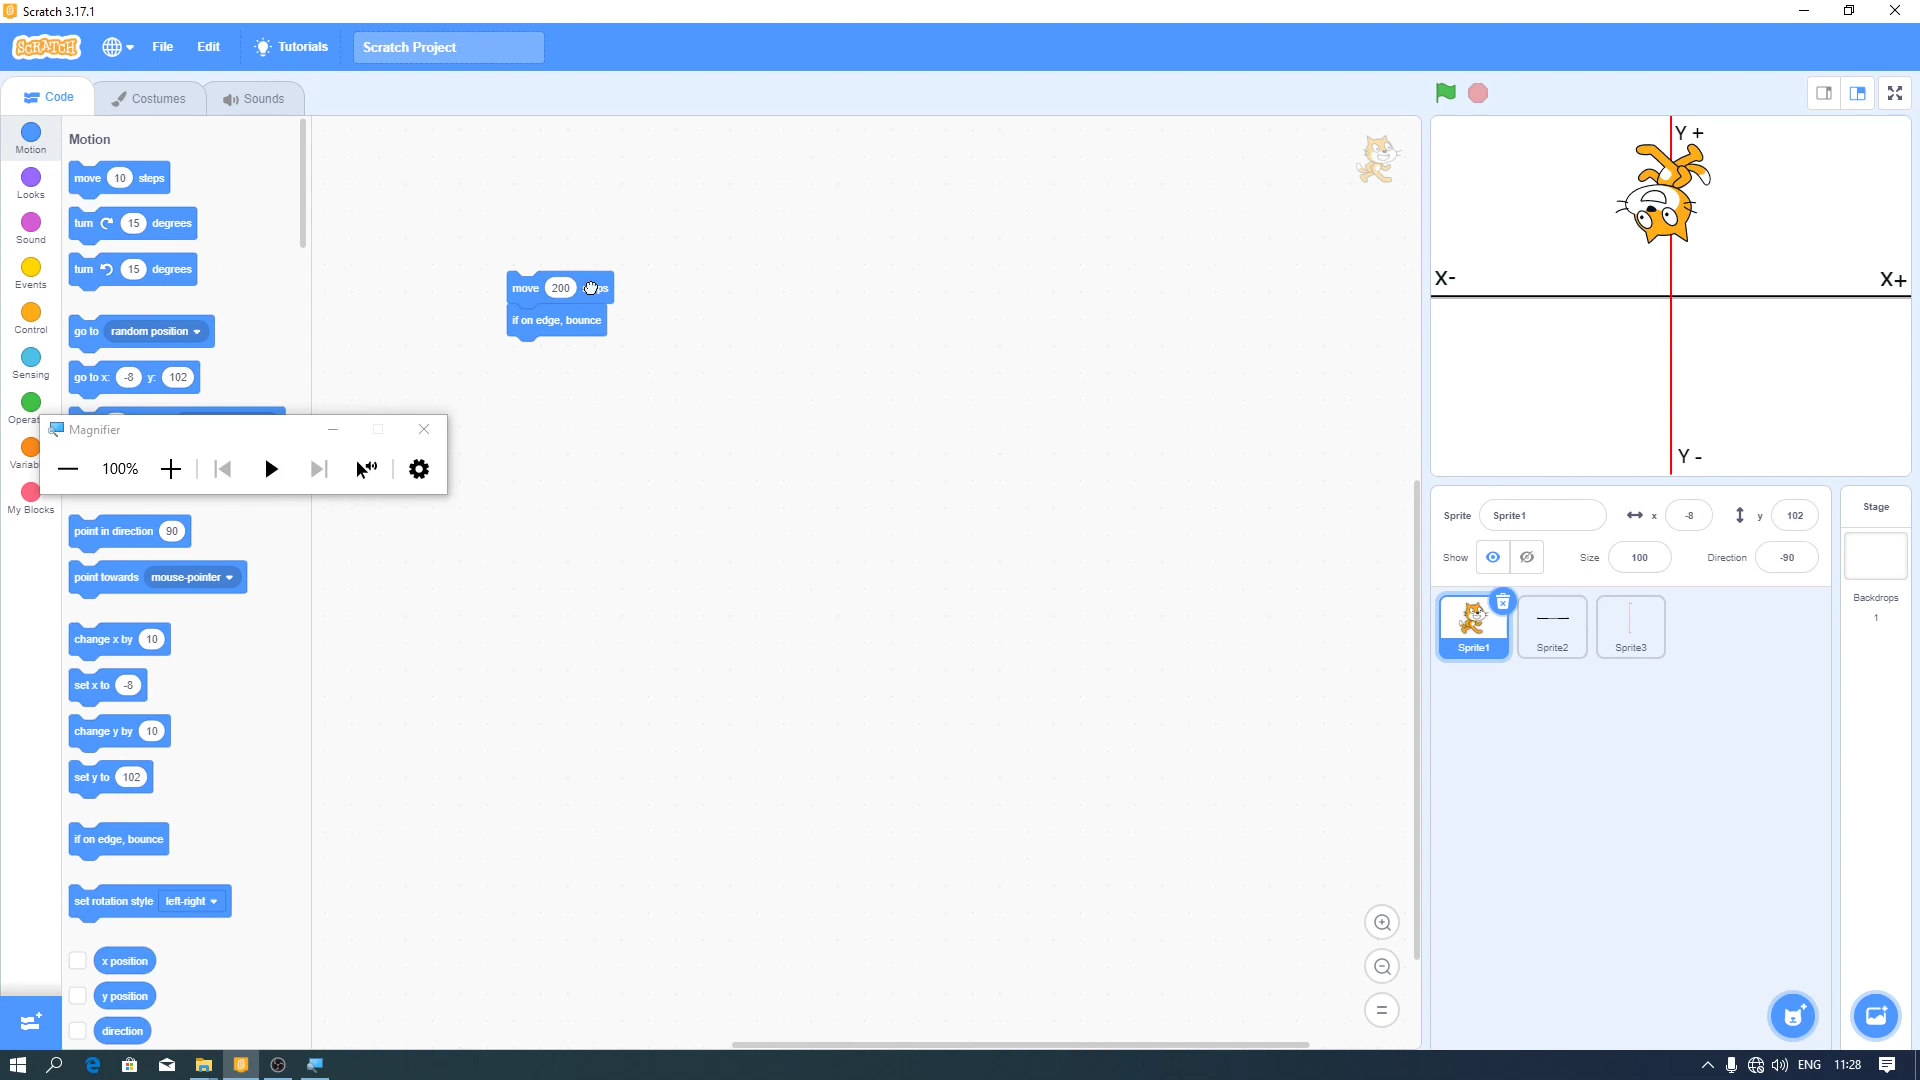 Scratch 3.17.1
SCRATCH File Edit Tutorials Scratch Project
Code Costumes Sounds
Motion
Looks
Sound
Events
Control
Sensing
Operat
Variab
My Blocks
Motion
move 10 steps
turn 15 degrees
turn 15 degrees
go to random position
go to x: -8 y: 102
Magnifier
100%
point in direction 90
point towards mouse-pointer
change x by 10
set x to -8
change y by 10
set y to 102
if on edge, bounce
set rotation style left-right
x position
y position
direction
move 200
if on edge, bounce
Y +
X- X+
Y -
Sprite Sprite1 x -8 y 102
Show Size 100 Direction -90
Sprite1 Sprite2 Sprite3
Stage
Backdrops
1
ENG 11:28